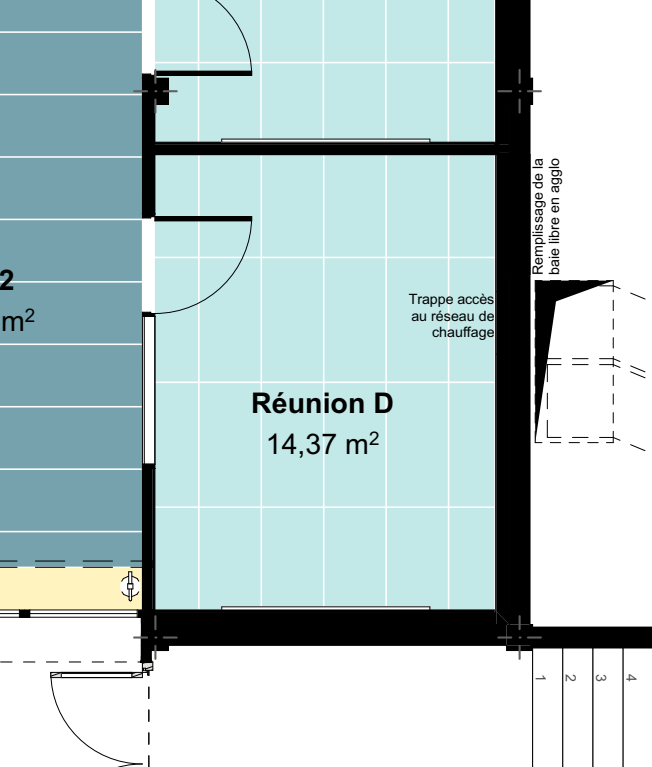 Remplissage de la
baie libre en agglo
2
m²
Trappe accès
au réseau de
chauffage
Réunion D
14,37 m²
1
2
3
4